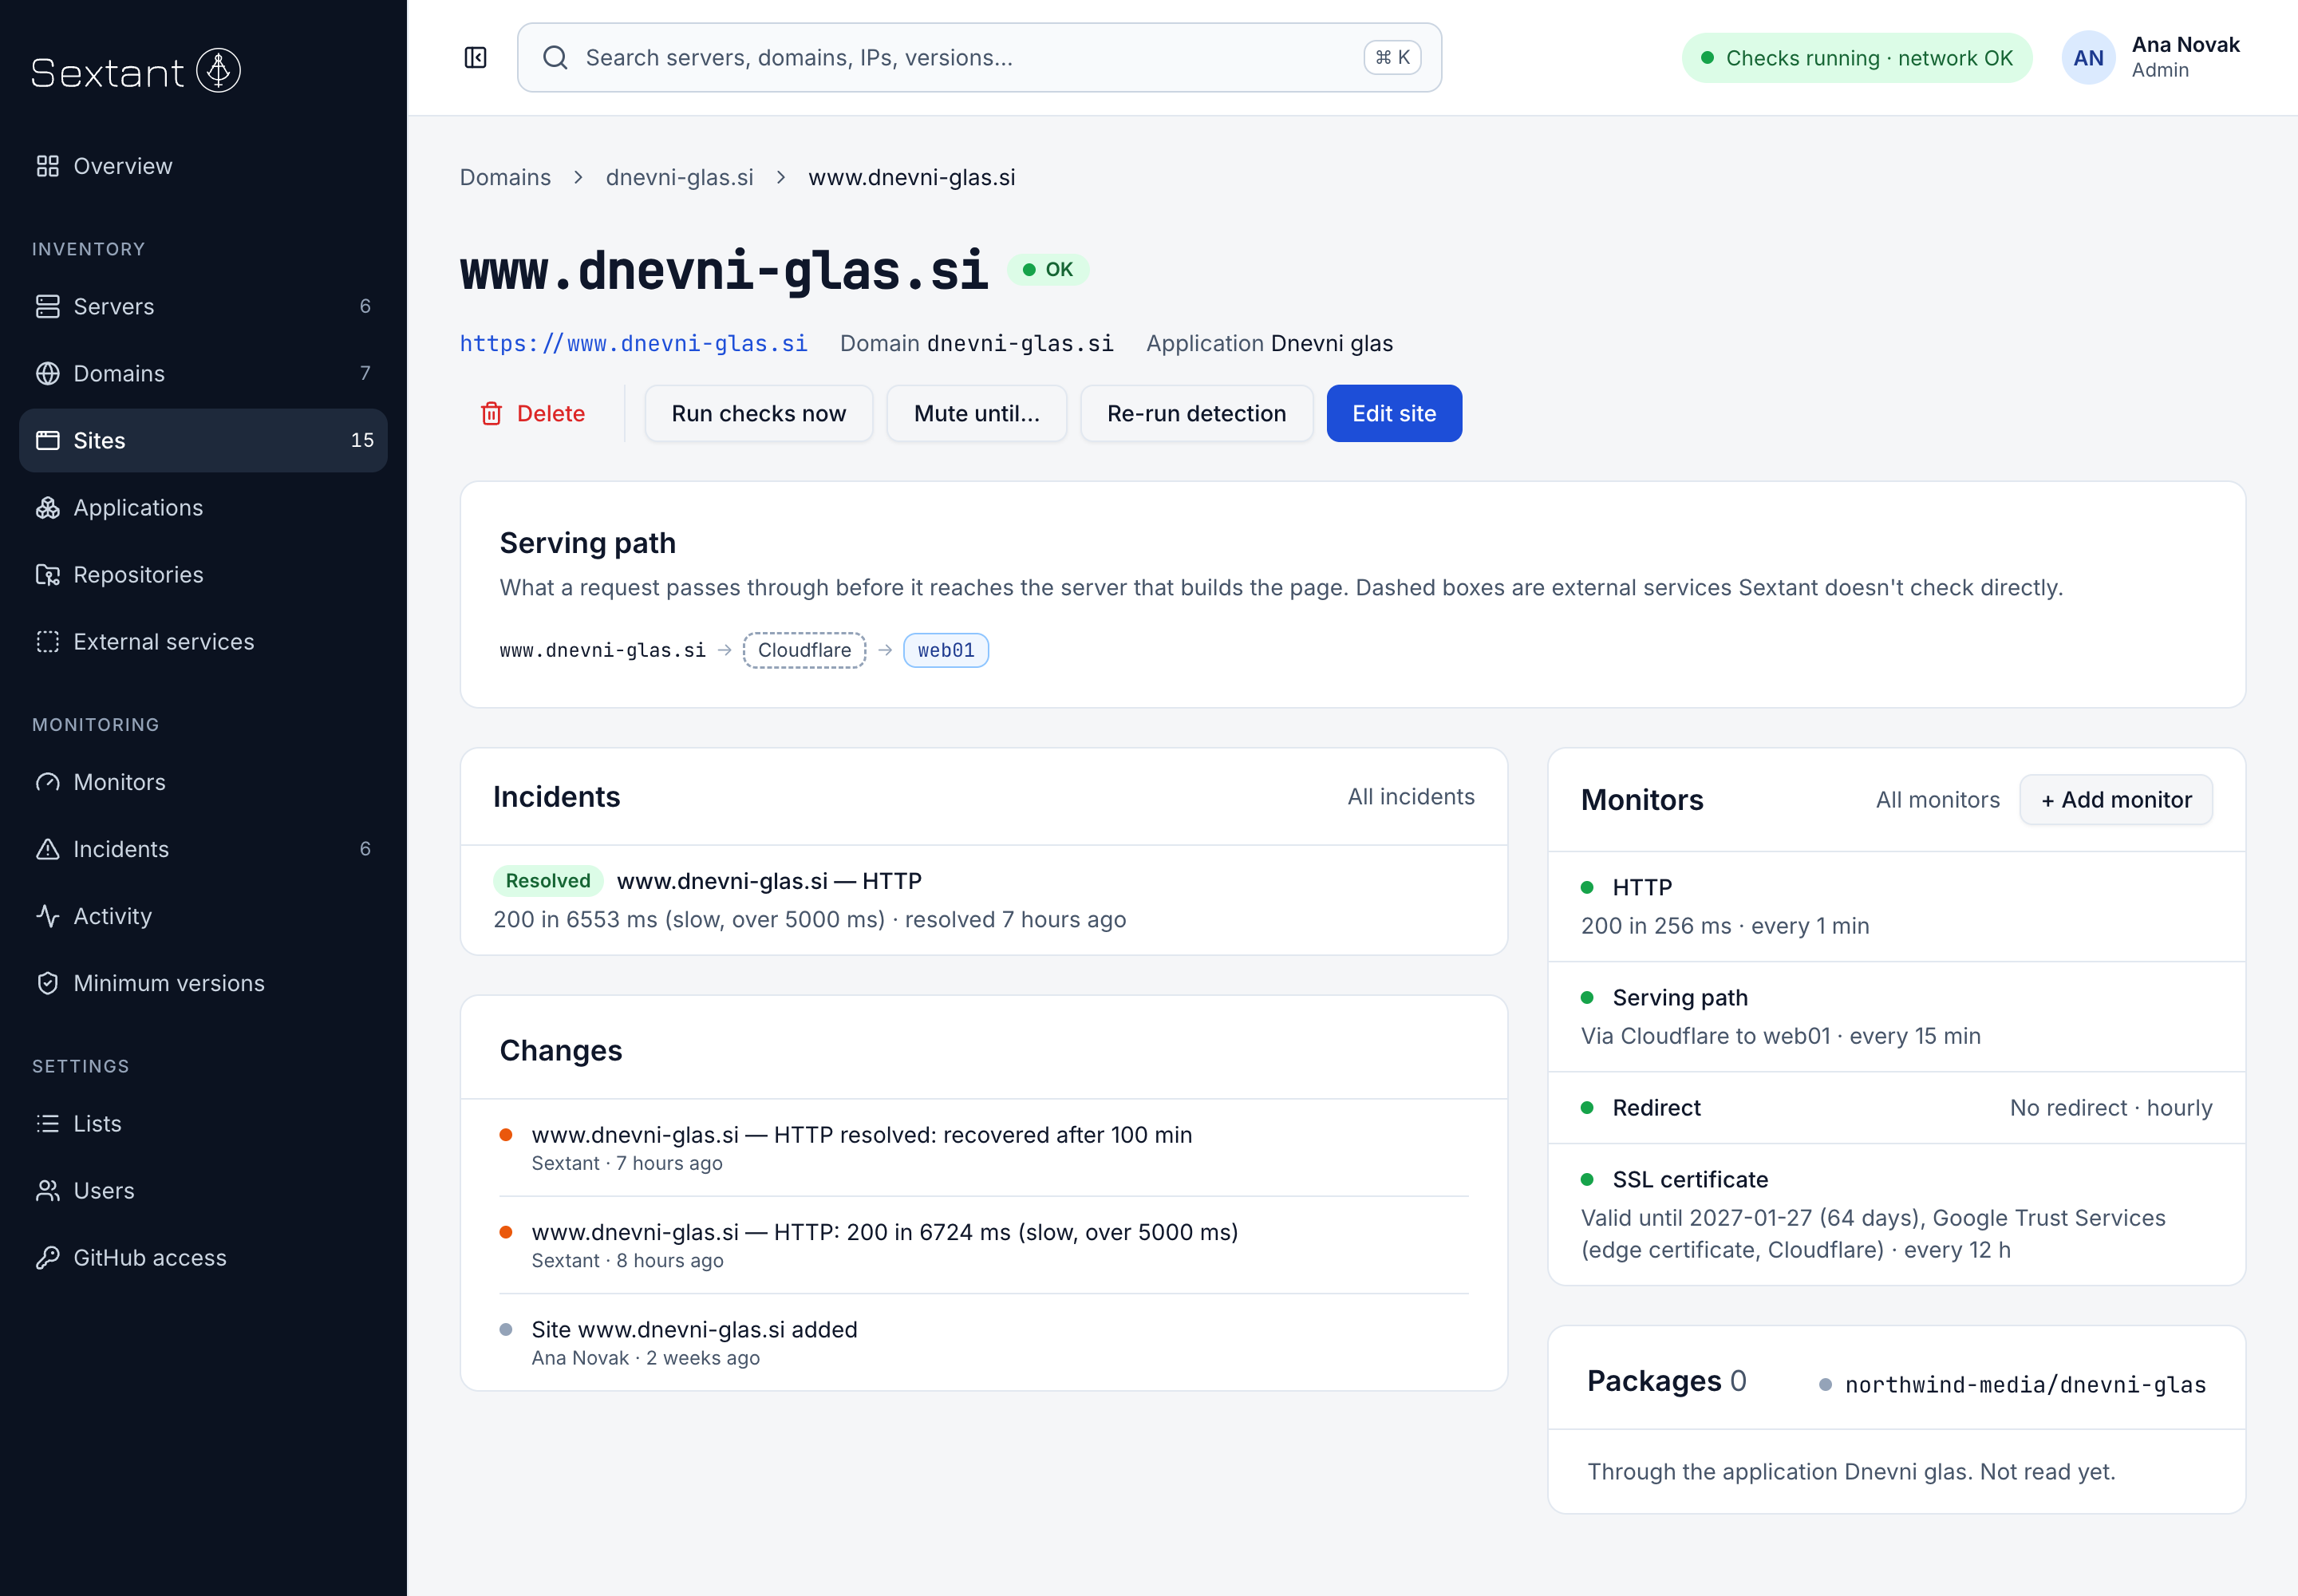 Sextant
Overview
INVENTORY
Servers 6
Domains 7
Sites 15
Applications
Repositories
External services
MONITORING
Monitors
Incidents 6
Activity
Minimum versions
SETTINGS
Lists
Users
GitHub access
Search servers, domains, IPs, versions... ⌘ K
Checks running · network OK
AN
Ana Novak
Admin
Domains > dnevni-glas.si > www.dnevni-glas.si
www.dnevni-glas.si OK
https://www.dnevni-glas.si Domain dnevni-glas.si Application Dnevni glas
Delete Run checks now Mute until... Re-run detection Edit site
Serving path
What a request passes through before it reaches the server that builds the page. Dashed boxes are external services Sextant doesn't check directly.
www.dnevni-glas.si → Cloudflare → web01
Incidents All incidents
Resolved www.dnevni-glas.si — HTTP
200 in 6553 ms (slow, over 5000 ms) · resolved 7 hours ago
Changes
www.dnevni-glas.si — HTTP resolved: recovered after 100 min
Sextant · 7 hours ago
www.dnevni-glas.si — HTTP: 200 in 6724 ms (slow, over 5000 ms)
Sextant · 8 hours ago
Site www.dnevni-glas.si added
Ana Novak · 2 weeks ago
Monitors All monitors + Add monitor
HTTP
200 in 256 ms · every 1 min
Serving path
Via Cloudflare to web01 · every 15 min
Redirect No redirect · hourly
SSL certificate
Valid until 2027-01-27 (64 days), Google Trust Services
(edge certificate, Cloudflare) · every 12 h
Packages 0 northwind-media/dnevni-glas
Through the application Dnevni glas. Not read yet.